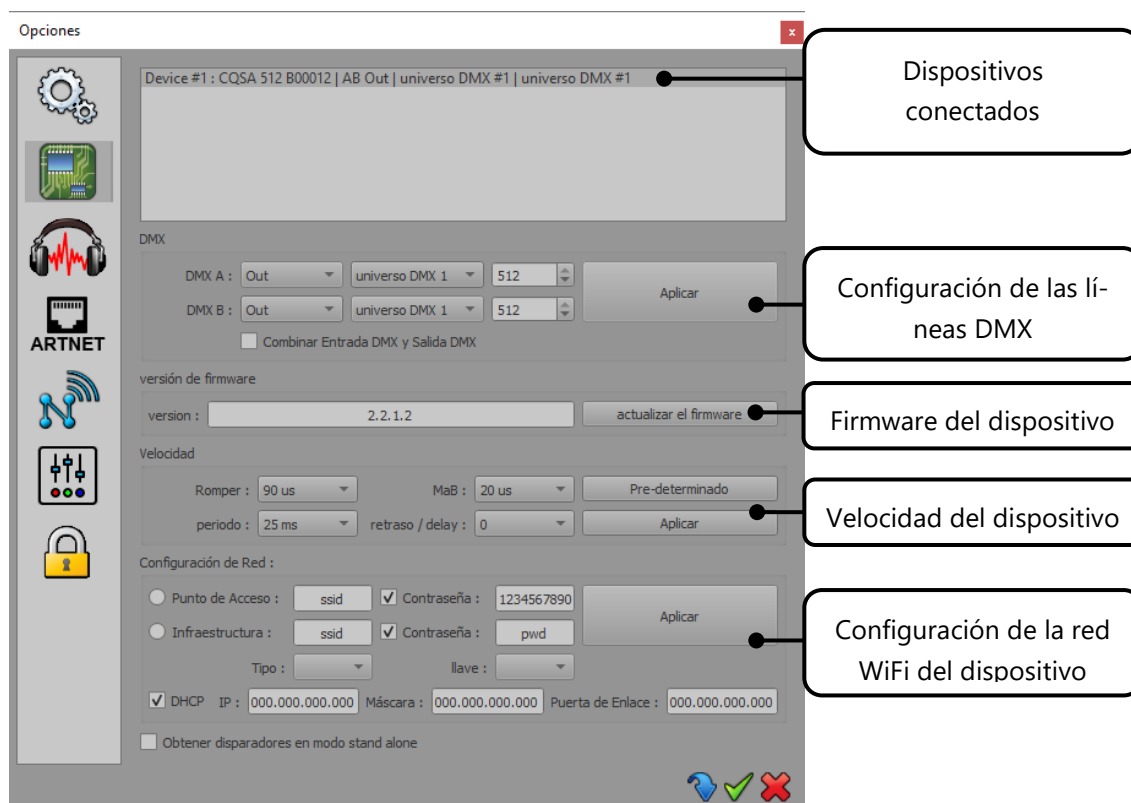 Opciones
x
Device #1 : CQSA 512 B00012 | AB Out | universo DMX #1 | universo DMX #1
Dispositivos
conectados
DMX
DMX A : Out universo DMX 1 512
Aplicar
DMX B : Out universo DMX 1 512
Combinar Entrada DMX y Salida DMX
Configuración de las lí-
neas DMX
ARTNET
versión de firmware
version : 2.2.1.2 actualizar el firmware
Firmware del dispositivo
Velocidad
Romper : 90 us MaB : 20 us Pre-determinado
periodo : 25 ms retraso / delay : 0 Aplicar
Velocidad del dispositivo
Configuración de Red :
Punto de Acceso : ssid Contraseña : 1234567890
Aplicar
Infraestructura : ssid Contraseña : pwd
Tipo : llave :
DHCP IP : 000.000.000.000 Máscara : 000.000.000.000 Puerta de Enlace : 000.000.000.000
Configuración de la red
WiFi del dispositivo
Obtener disparadores en modo stand alone